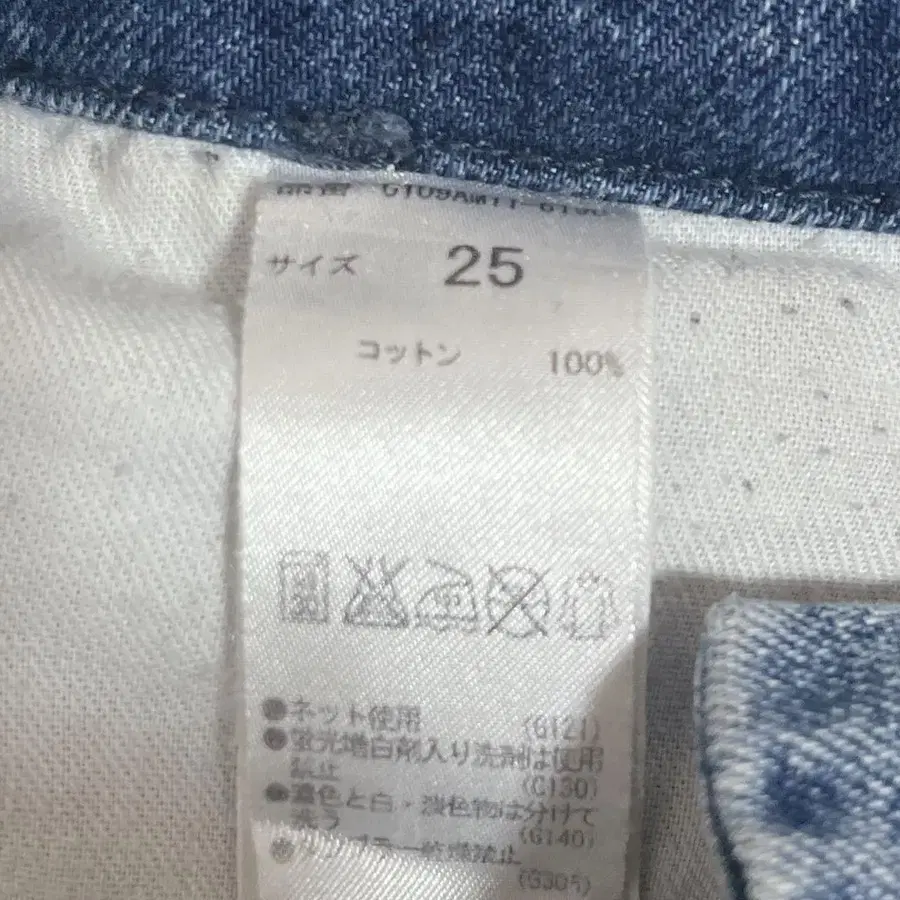 サイズ 25
コットン 100%
●ネット使用 (G121)
●蛍光増白剤入り洗剤は使用
禁止 (C130)
●濃色と白・淡色物は分けて
洗う (G140)
(G306)